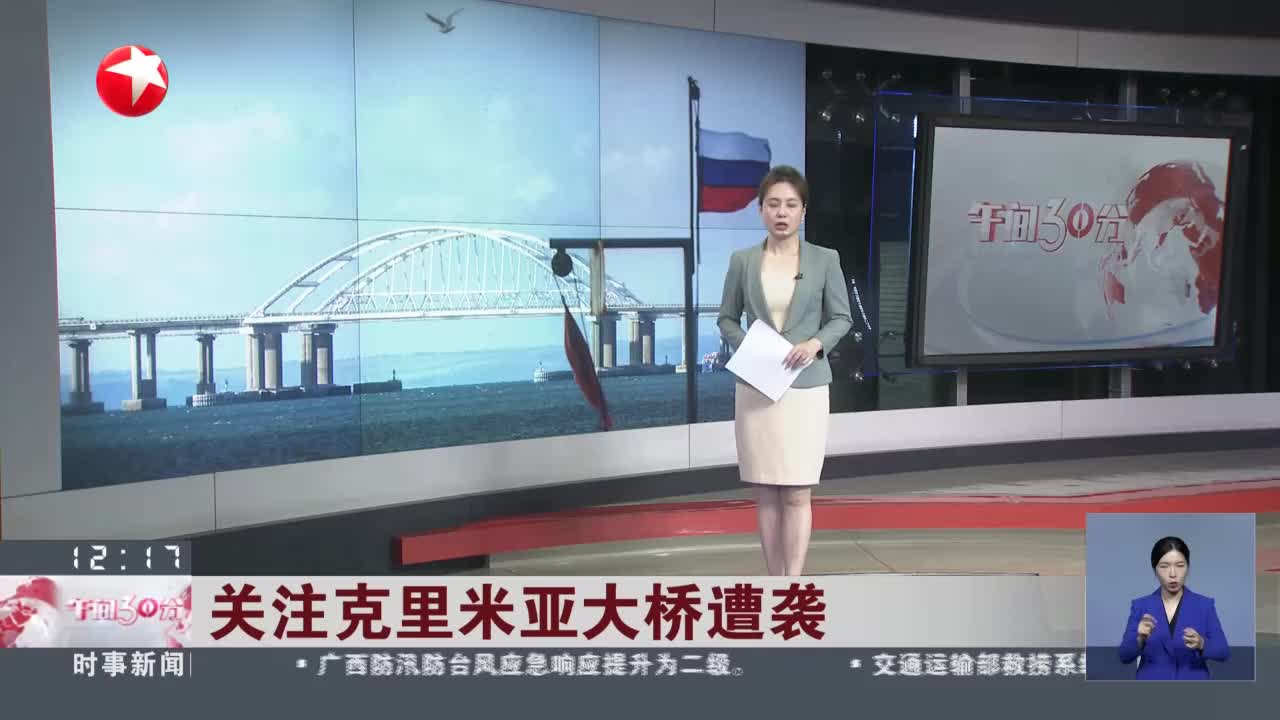 午间30分
12:17
午间30分
关注克里米亚大桥遭袭
时事新闻
▪ 广西防汛防台风应急响应提升为二级。
▪ 交通运输部救捞系